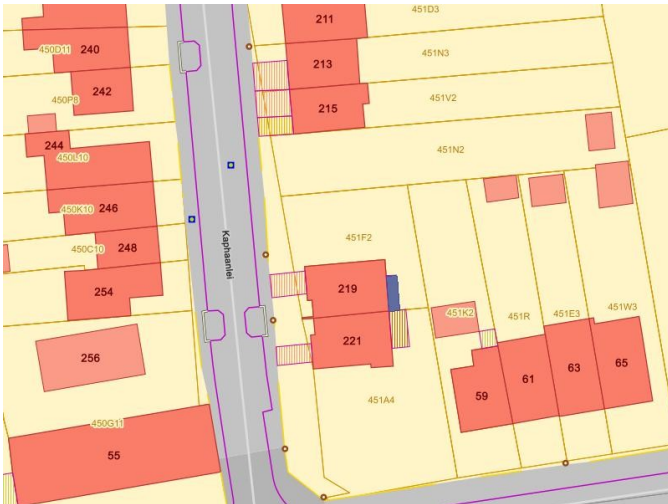 451D3
211
450D11
240
213
451N3
242
450P8
215
451V2
244
450L10
451N2
246
450K10
Kaphaanlei
451F2
248
450C10
254
219
221
451K2
451R
451E3
451W3
256
59
61
63
65
451A4
450G11
55